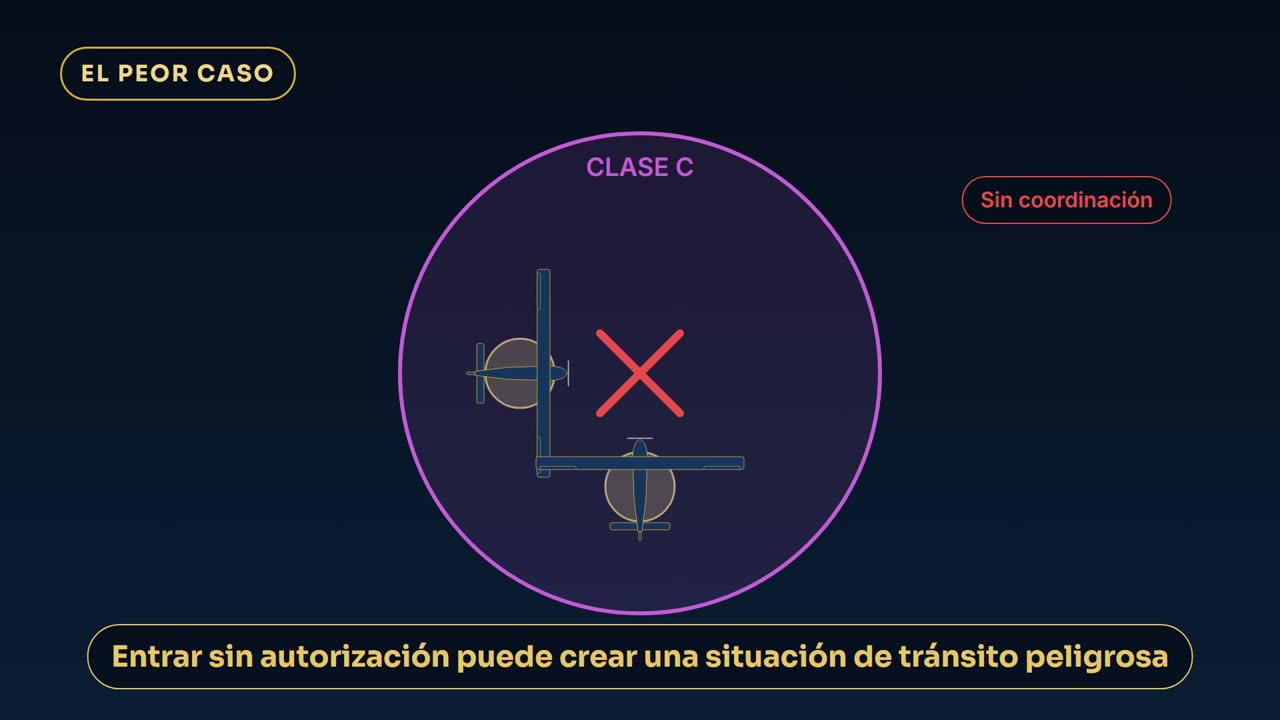 EL PEOR CASO
CLASE C
Sin coordinación
Entrar sin autorización puede crear una situación de tránsito peligrosa